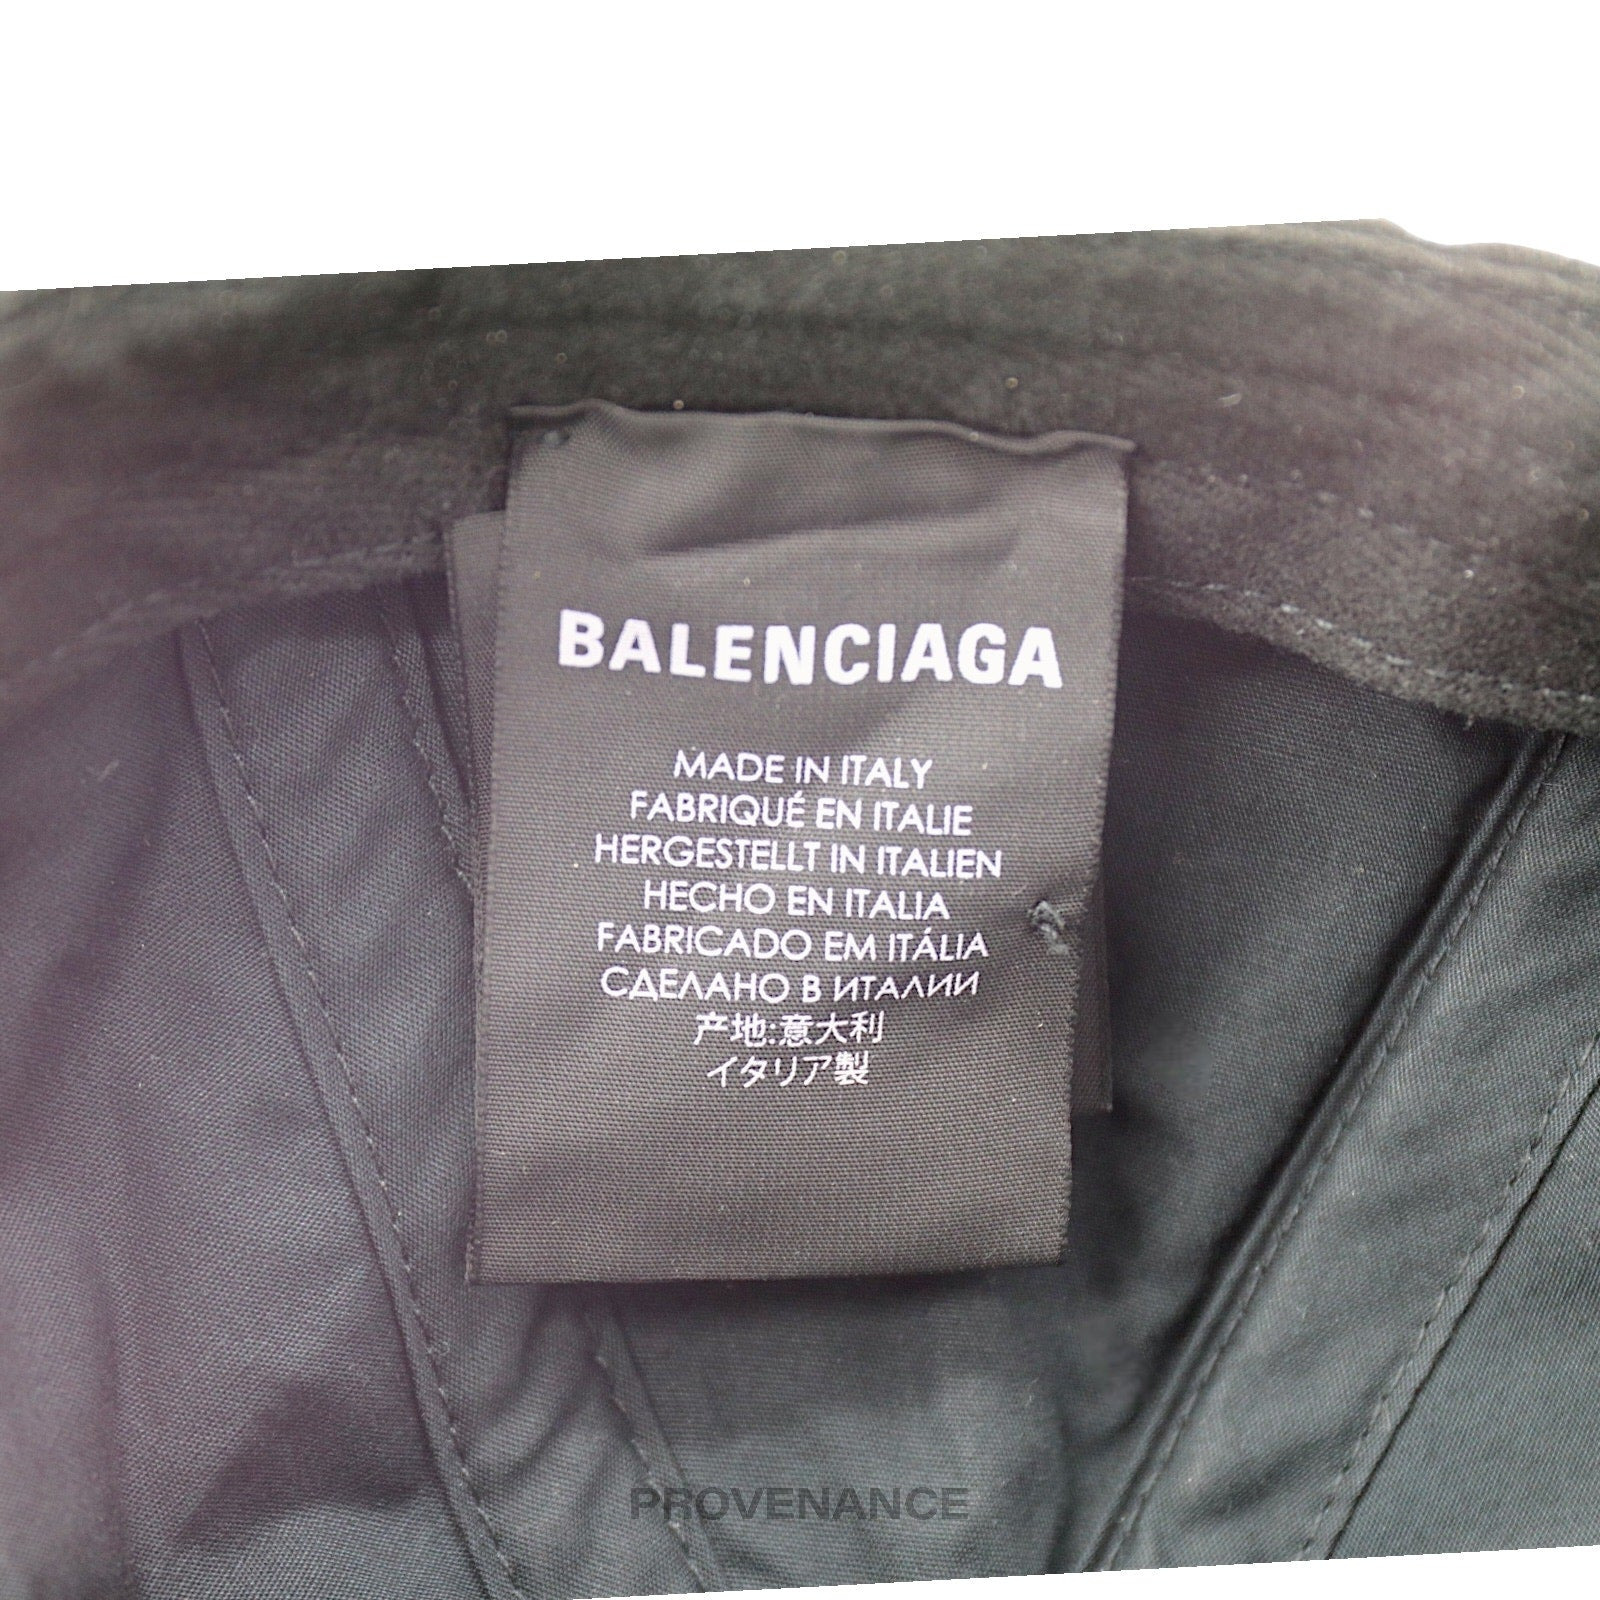 BALENCIAGA
MADE IN ITALY
FABRIQUÉ EN ITALIE
HERGESTELLT IN ITALIEN
HECHO EN ITALIA
FABRICADO EM ITÁLIA
СДЕЛАНО В ИТАЛИИ
产地:意大利
イタリア製
PROVENANCE